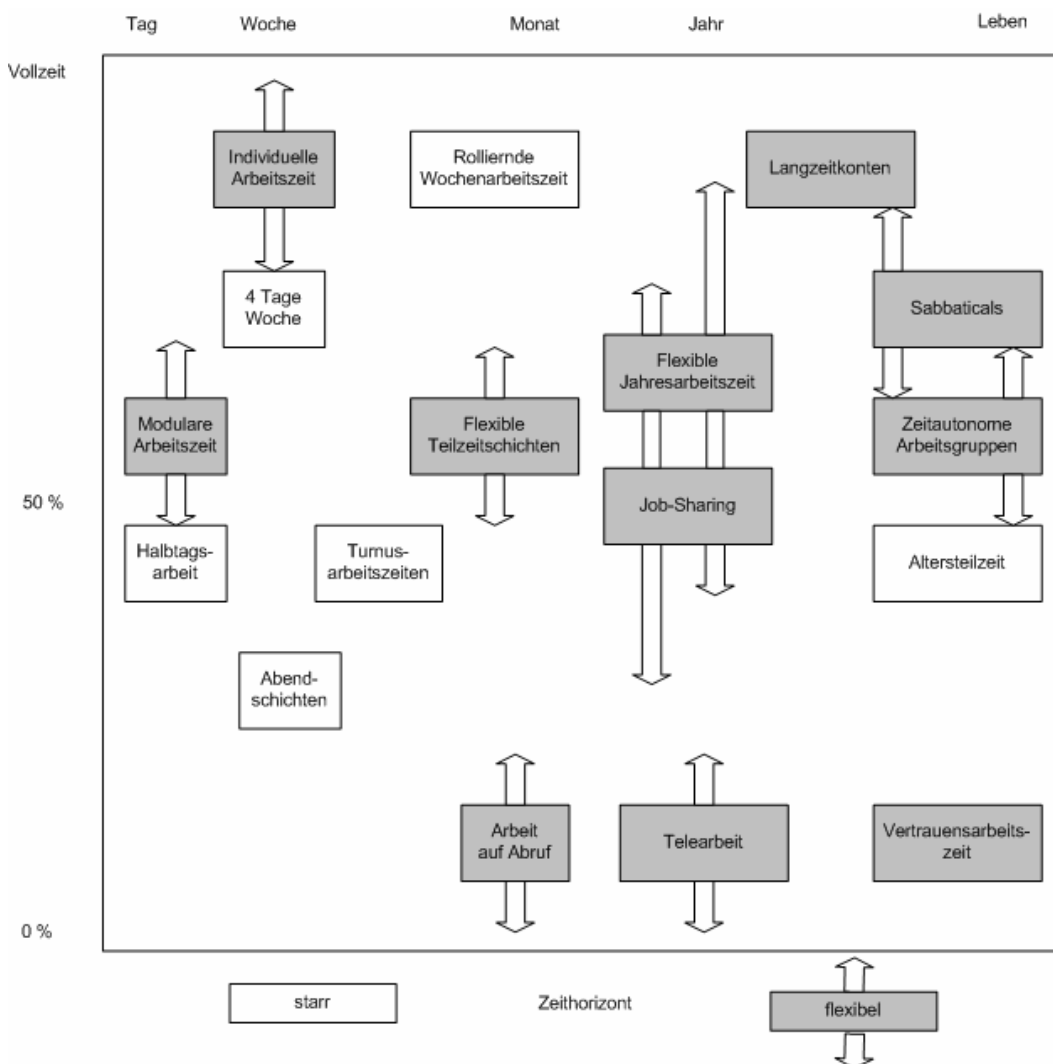 Tag
Woche
Monat
Jahr
Leben
Vollzeit
Individuelle
Arbeitszeit
Rolliernde
Wochenarbeitszeit
Langzeitkonten
4 Tage
Woche
Sabbaticals
Flexible
Jahresarbeitszeit
Modulare
Arbeitszeit
Flexible
Teilzeitschichten
Zeitautonome
Arbeitsgruppen
50 %
Job-Sharing
Halbtags-
arbeit
Turnus-
arbeitszeiten
Altersteilzeit
Abend-
schichten
Arbeit
auf Abruf
Telearbeit
Vertrauensarbeits-
zeit
0 %
starr
Zeithorizont
flexibel